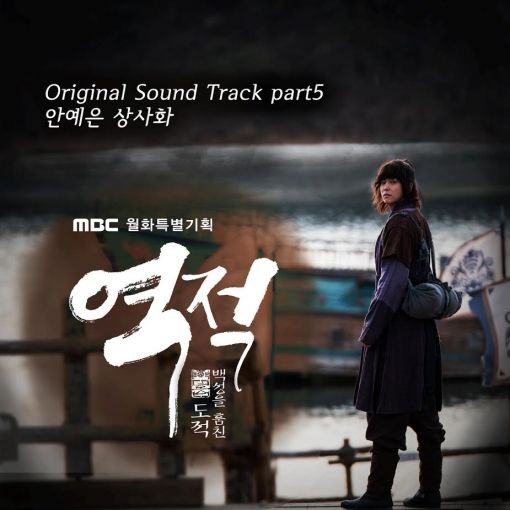 Original Sound Track part5
안예은 상사화
MBC 월화특별기획
역적
백성을 훔친
도적